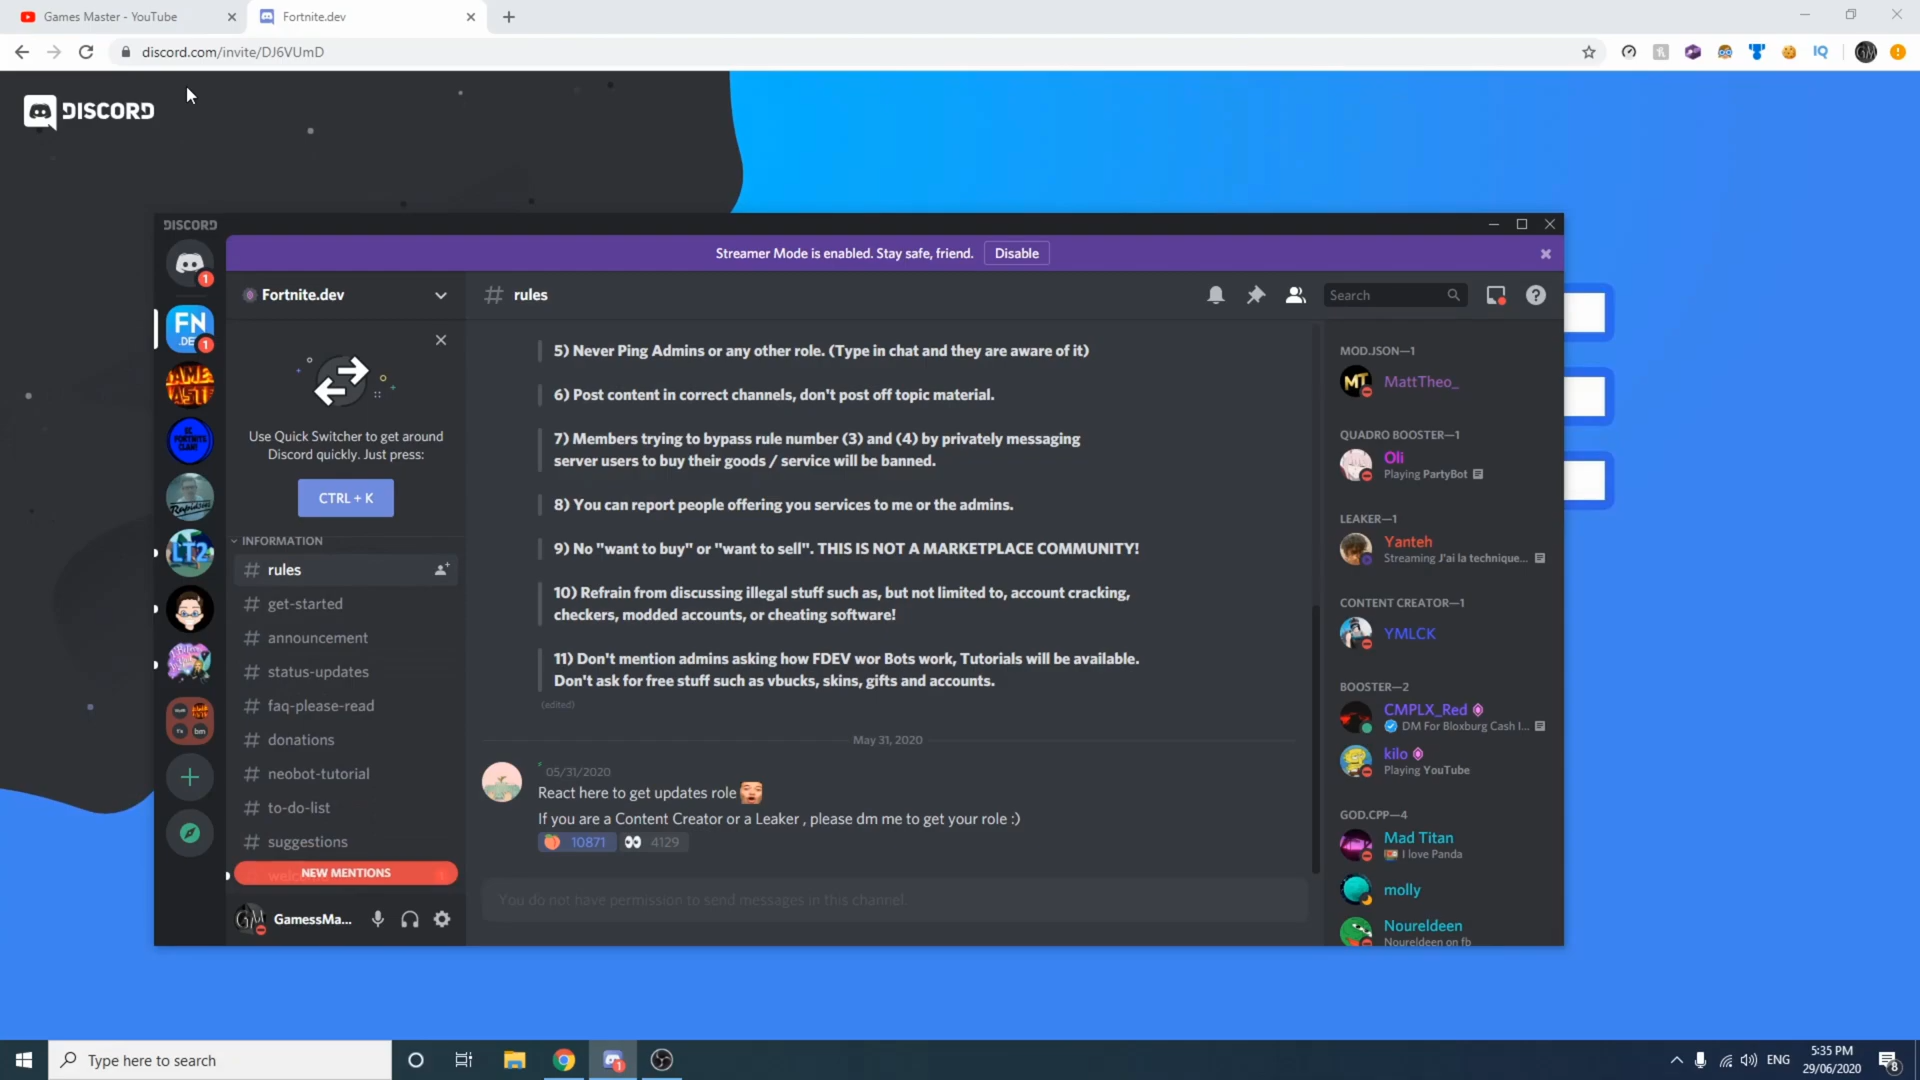 Games Master - YouTube
Fortnite.dev
discord.com/invite/DJ6VUmD
IQ
GM
DISCORD
DISCORD
Streamer Mode is enabled. Stay safe, friend.
Disable
1
Fortnite.dev
rules
Search
FN
.DE
1
5) Never Ping Admins or any other role. (Type in chat and they are aware of it)
6) Post content in correct channels, don't post off topic material.
7) Members trying to bypass rule number (3) and (4) by privately messaging
server users to buy their goods / service will be banned.
8) You can report people offering you services to me or the admins.
9) No "want to buy" or "want to sell". THIS IS NOT A MARKETPLACE COMMUNITY!
10) Refrain from discussing illegal stuff such as, but not limited to, account cracking,
checkers, modded accounts, or cheating software!
11) Don't mention admins asking how FDEV wor Bots work, Tutorials will be available.
Don't ask for free stuff such as vbucks, skins, gifts and accounts.
(edited)
May 31, 2020
05/31/2020
React here to get updates role
If you are a Content Creator or a Leaker , please dm me to get your role :)
10871
4129
You do not have permission to send messages in this channel.
Use Quick Switcher to get around
Discord quickly. Just press:
CTRL + K
INFORMATION
rules
get-started
announcement
status-updates
faq-please-read
donations
neobot-tutorial
to-do-list
suggestions
NEW MENTIONS
LT2
GM
GamessMa...
MOD.JSON—1
MT
MattTheo_
QUADRO BOOSTER—1
Oli
Playing PartyBot
LEAKER—1
Yanteh
Streaming J'ai la technique...
CONTENT CREATOR—1
YMLCK
BOOSTER—2
CMPLX_Red
DM For Bloxburg Cash I...
kilo
Playing YouTube
GOD.CPP—4
Mad Titan
I love Panda
molly
Noureldeen
Noureldeen on fb
Type here to search
1
ENG
5:35 PM
29/06/2020
8